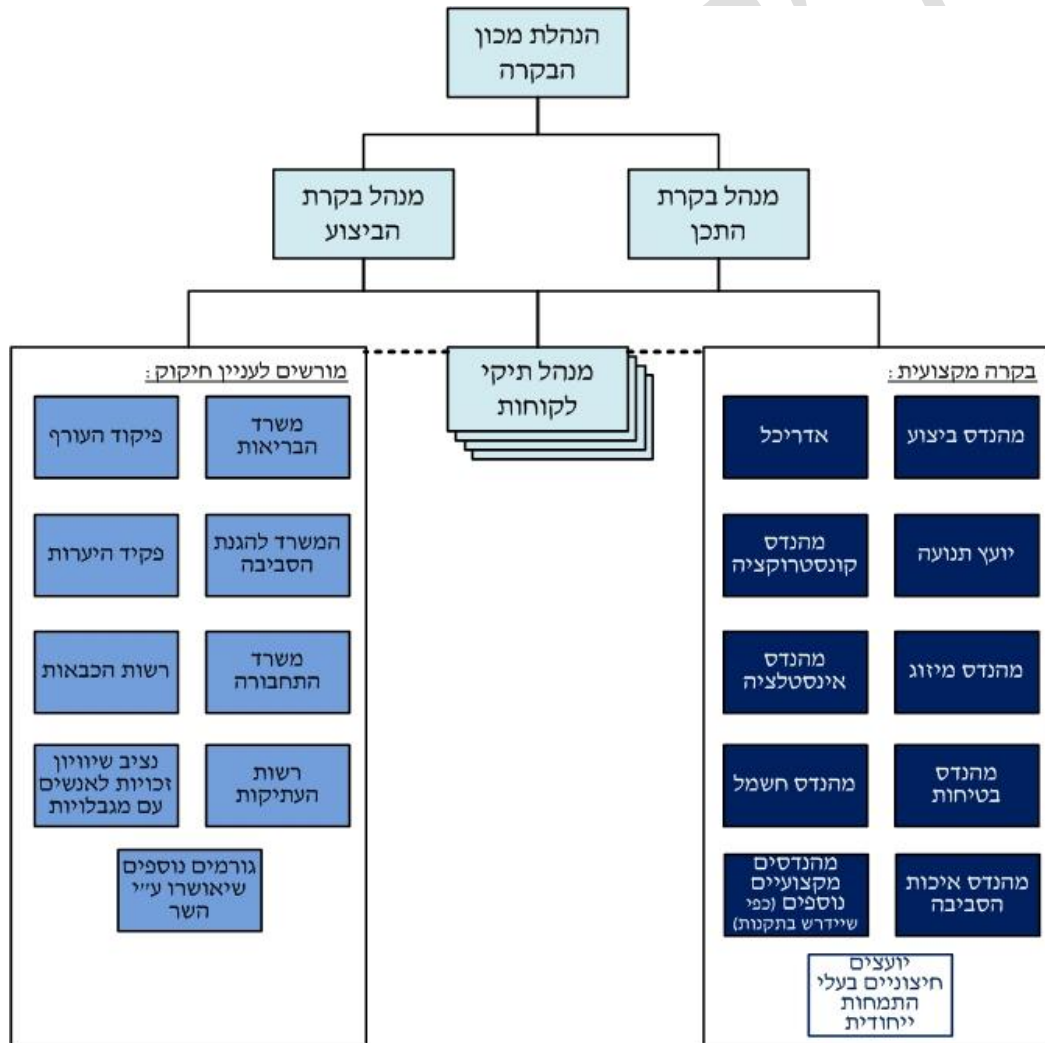 הנהלת מכון
הבקרה
מנהל בקרת
התכן
מנהל בקרת
הביצוע
מנהל תיקי
לקוחות
בקרה מקצועית :
מהנדס ביצוע
אדריכל
יועץ תנועה
מהנדס
קונסטרוקציה
מהנדס מיזוג
מהנדס
אינסטלציה
מהנדס
בטיחות
מהנדס חשמל
מהנדס איכות
הסביבה
מהנדסים
מקצועיים
נוספים (כפי
שיידרש בתקנות)
יועצים
חיצוניים בעלי
התמחות
ייחודית
מורשים לעניין חיקוק :
משרד
הבריאות
פיקוד העורף
המשרד להגנת
הסביבה
פקיד היערות
משרד
התחבורה
רשות הכבאות
רשות
העתיקות
נציב שיוויון
זכויות לאנשים
עם מגבלויות
גורמים נוספים
שיאושרו ע״י
השר